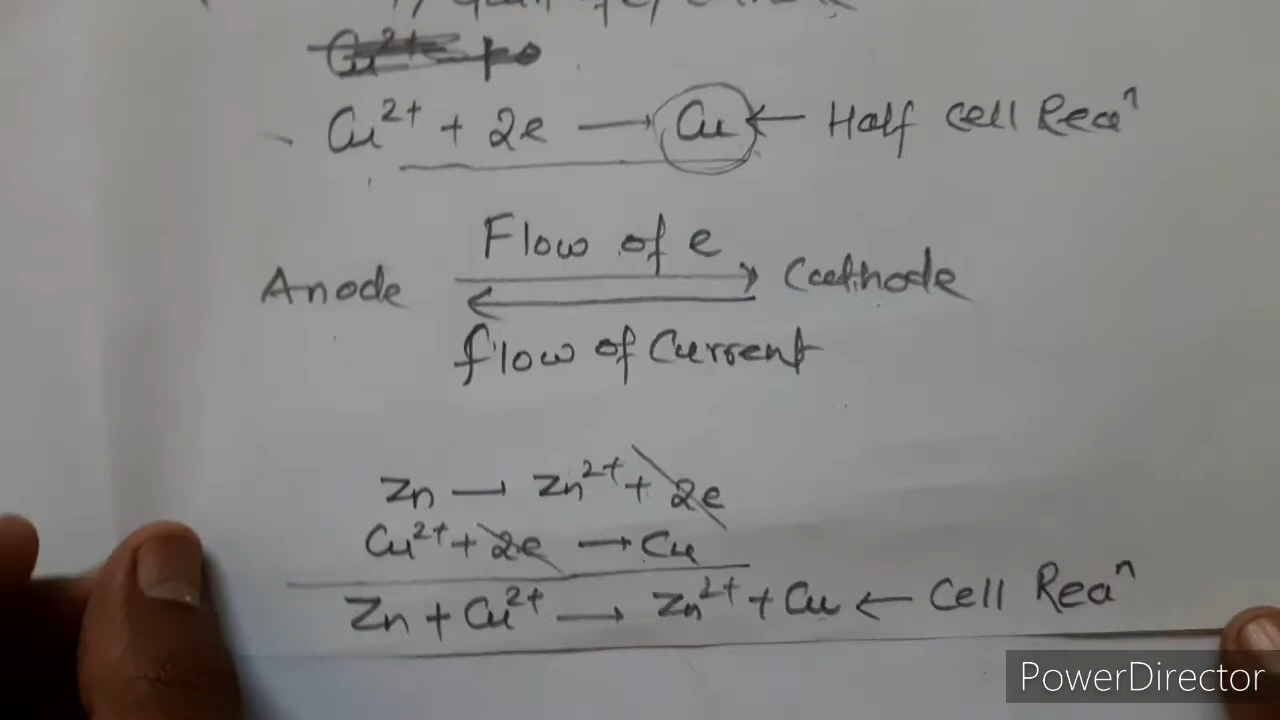 Cu²⁺ + 2e ⟶ Cu ← Half cell Reaⁿ
Flow of e
Anode ⇄ Cathode
flow of Current
Zn ⟶ Zn²⁺ + 2e
Cu²⁺ + 2e ⟶ Cu
Zn + Cu²⁺ ⟶ Zn²⁺ + Cu ← Cell Reaⁿ
PowerDirector